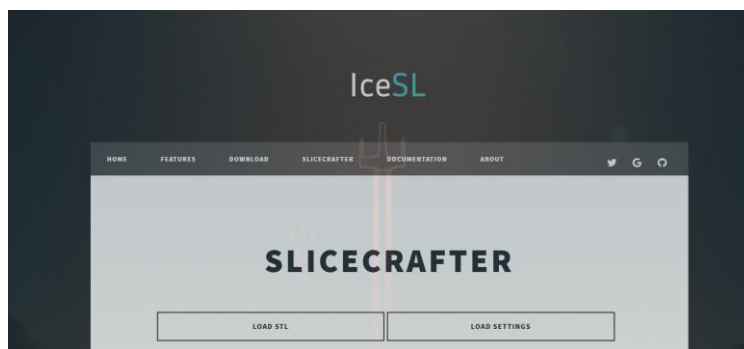 IceSL
HOME FEATURES DOWNLOAD SLICECRAFTER DOCUMENTATION ABOUT
SLICECRAFTER
LOAD STL LOAD SETTINGS